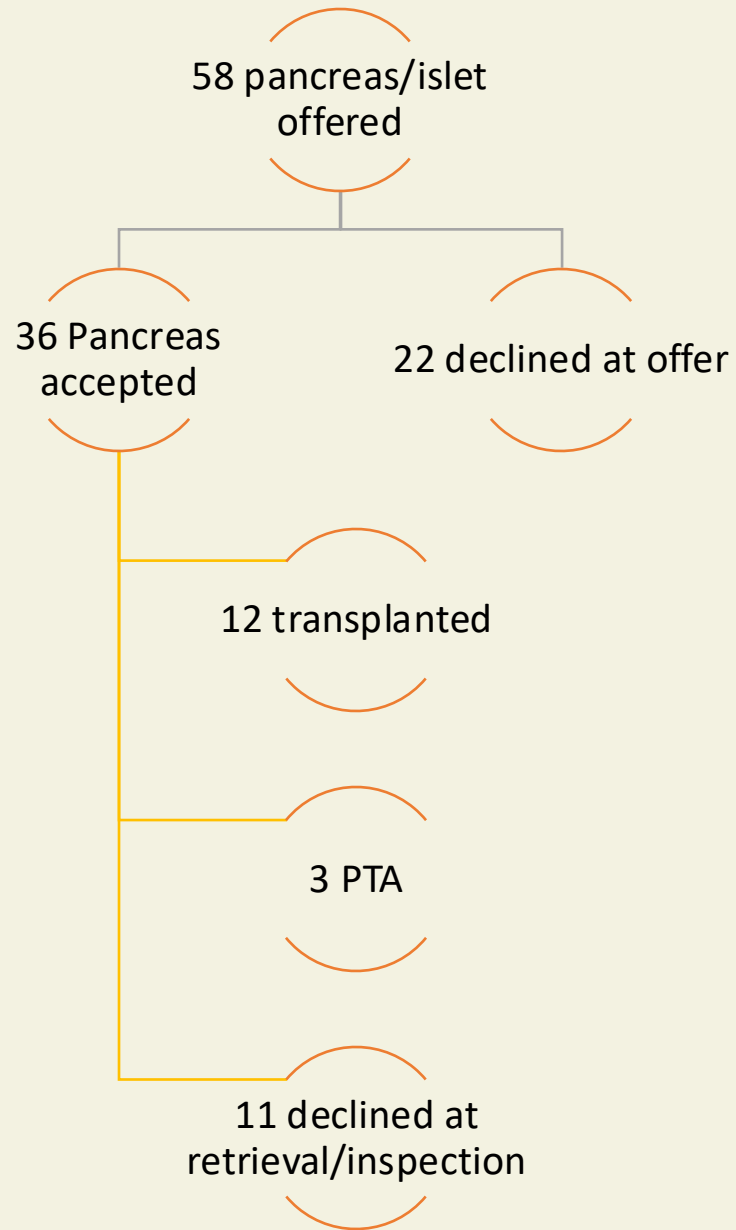 58 pancreas/islet
offered
36 Pancreas
accepted
22 declined at offer
12 transplanted
3 PTA
11 declined at
retrieval/inspection